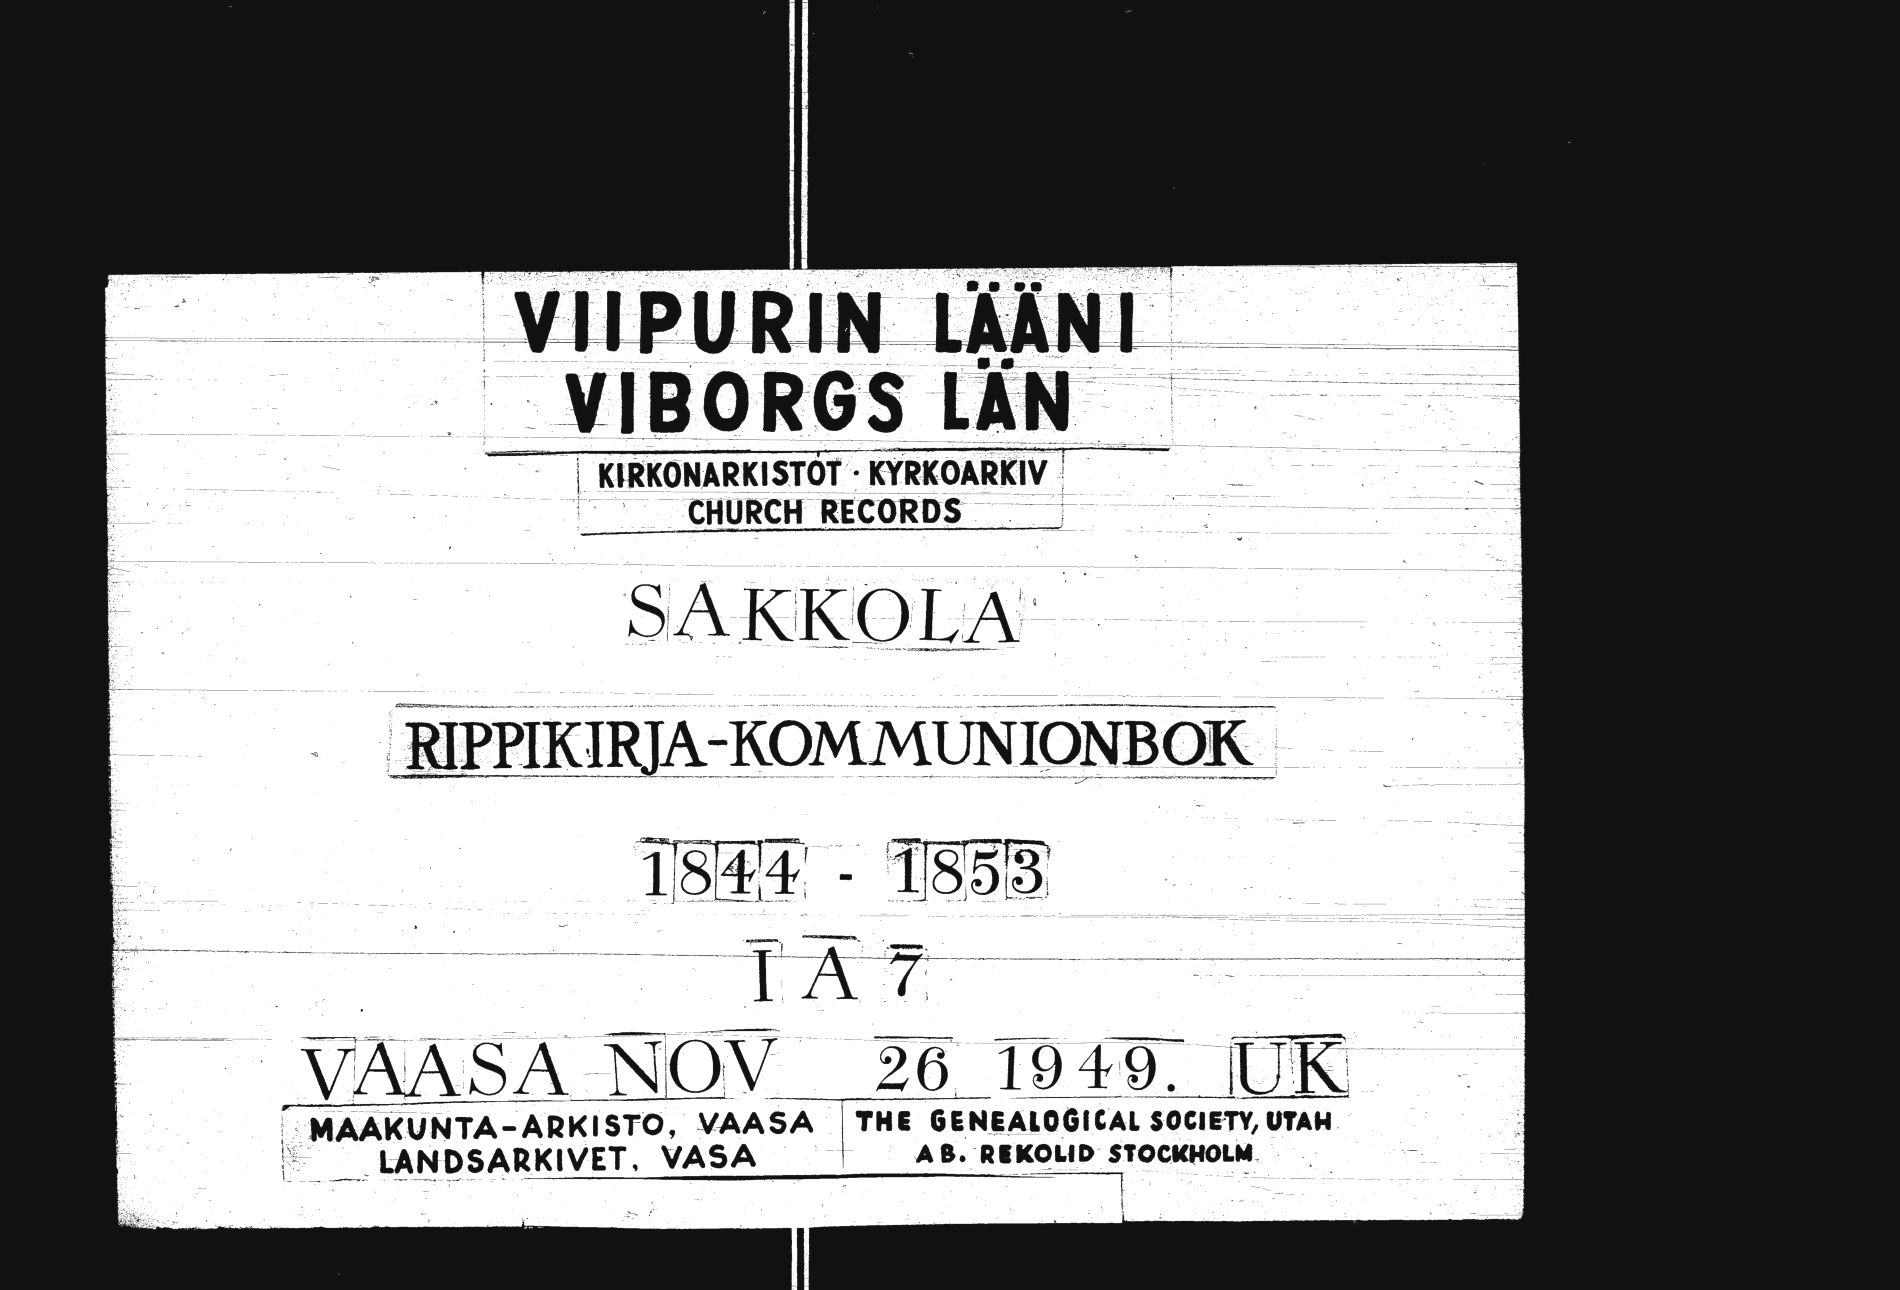 VIIPURIN LÄÄNI
VIBORGS LÄN
KIRKONARKISTOT · KYRKOARKIV
CHURCH RECORDS
SAKKOLA
RIPPIKIRJA-KOMMUNIONBOK
1844 - 1853
I A 7
VAASA NOV 26 1949. UK
MAAKUNTA-ARKISTO, VAASA
LANDSARKIVET, VASA
THE GENEALOGICAL SOCIETY, UTAH
AB. REKOLID STOCKHOLM